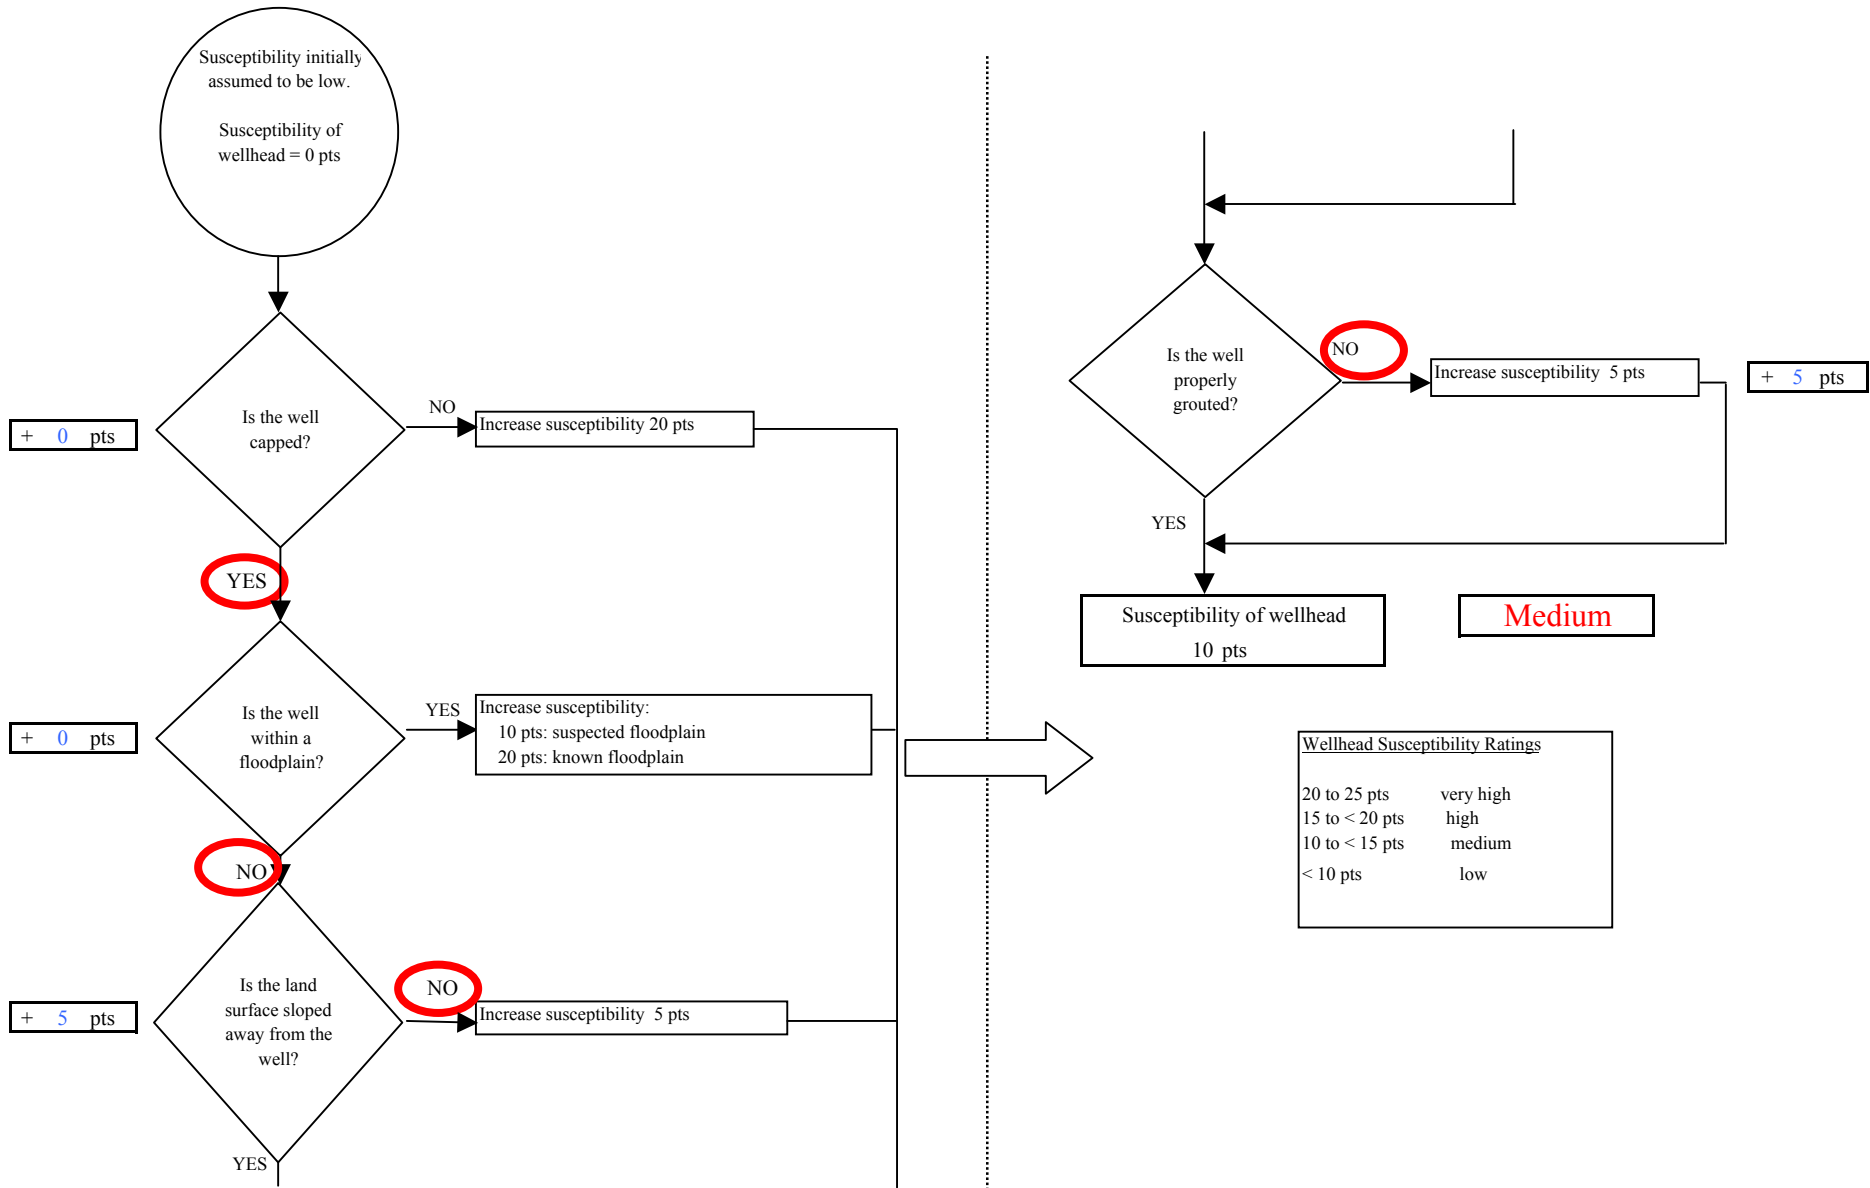 Susceptibility initially
assumed to be low.
Susceptibility of
wellhead = 0 pts
Is the well
capped?
NO
Increase susceptibility 20 pts
+ 0 pts
YES
Is the well
within a
floodplain?
YES
Increase susceptibility:
10 pts: suspected floodplain
20 pts: known floodplain
+ 0 pts
NO
Is the land
surface sloped
away from the
well?
NO
Increase susceptibility 5 pts
+ 5 pts
YES
Is the well
properly
grouted?
NO
Increase susceptibility 5 pts
+ 5 pts
YES
Susceptibility of wellhead
10 pts
Medium
Wellhead Susceptibility Ratings
20 to 25 pts very high
15 to < 20 pts high
10 to < 15 pts medium
< 10 pts low